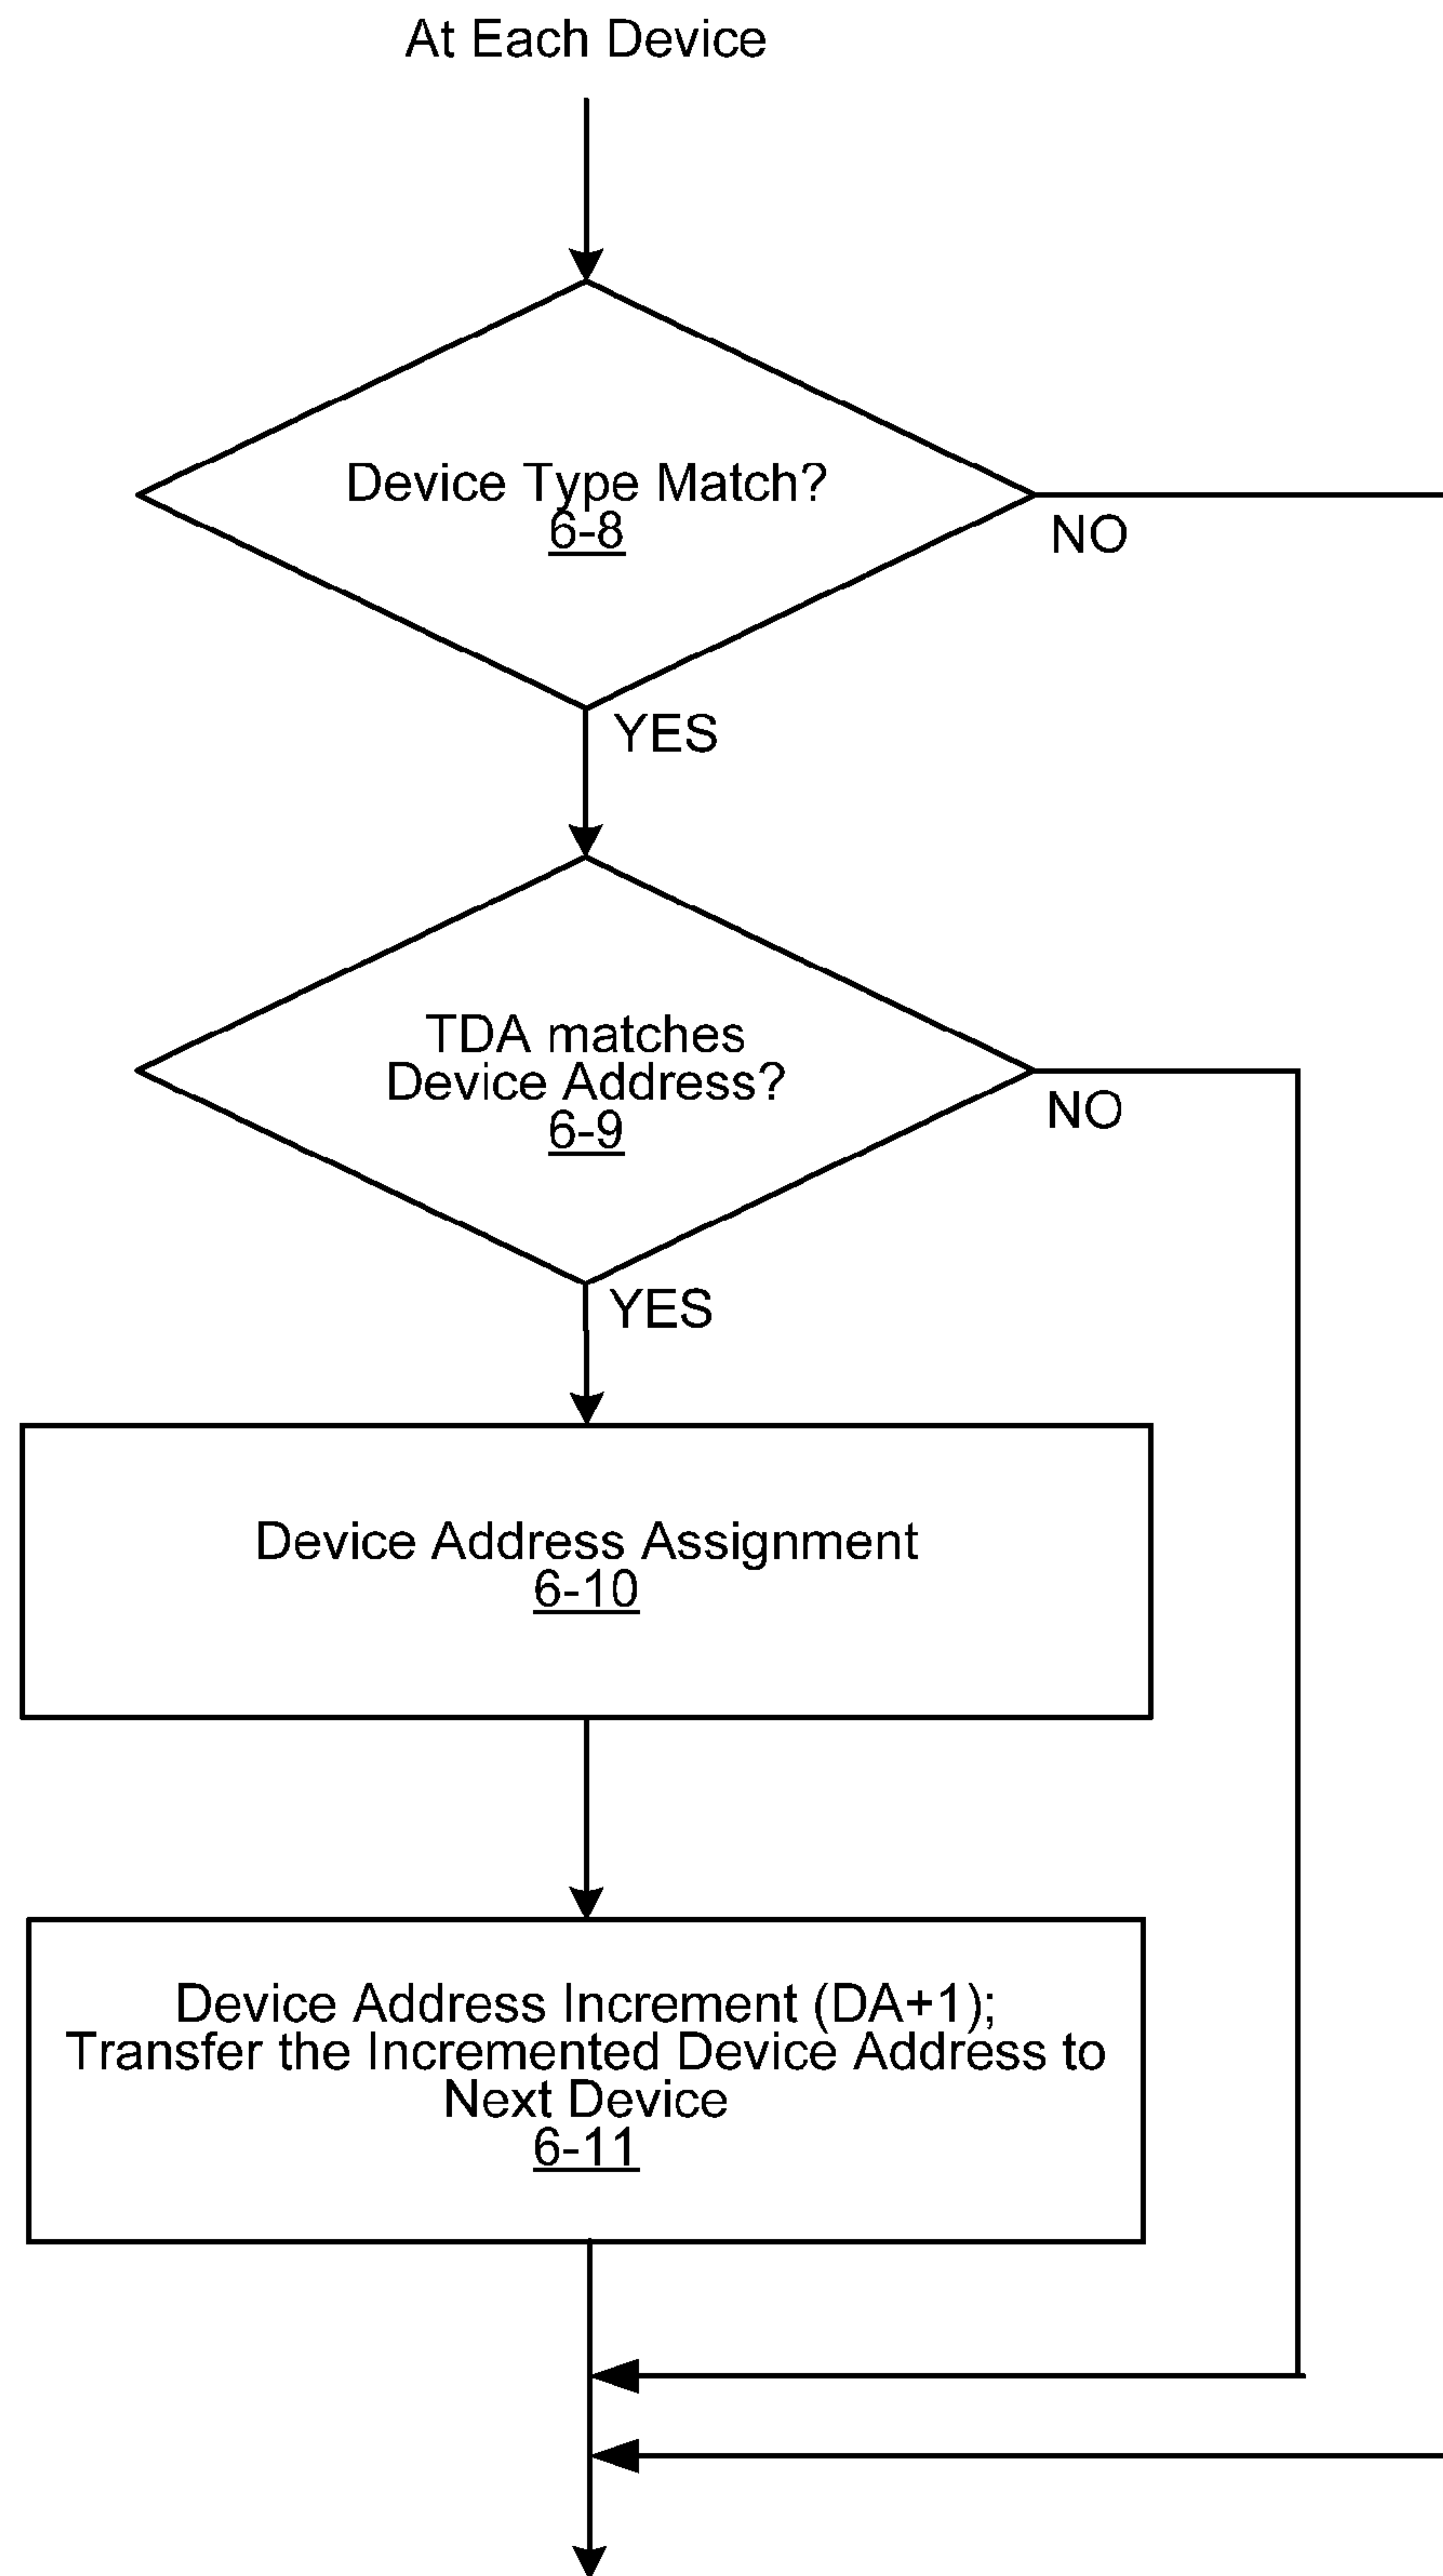 At Each Device
Device Type Match?
6-8
NO
YES
TDA matches
Device Address?
6-9
NO
YES
Device Address Assignment
6-10
Device Address Increment (DA+1);
Transfer the Incremented Device Address to
Next Device
6-11